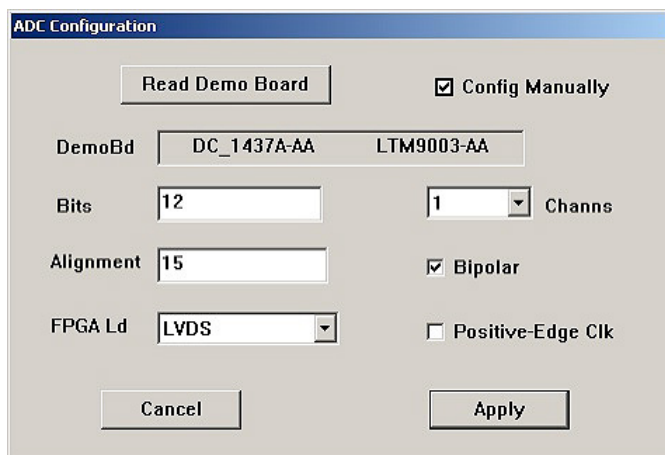 ADC Configuration
Read Demo Board Config Manually
DemoBd DC_1437A-AA LTM9003-AA
Bits 12 1 Channs
Alignment 15 Bipolar
FPGA Ld LVDS Positive-Edge Clk
Cancel Apply